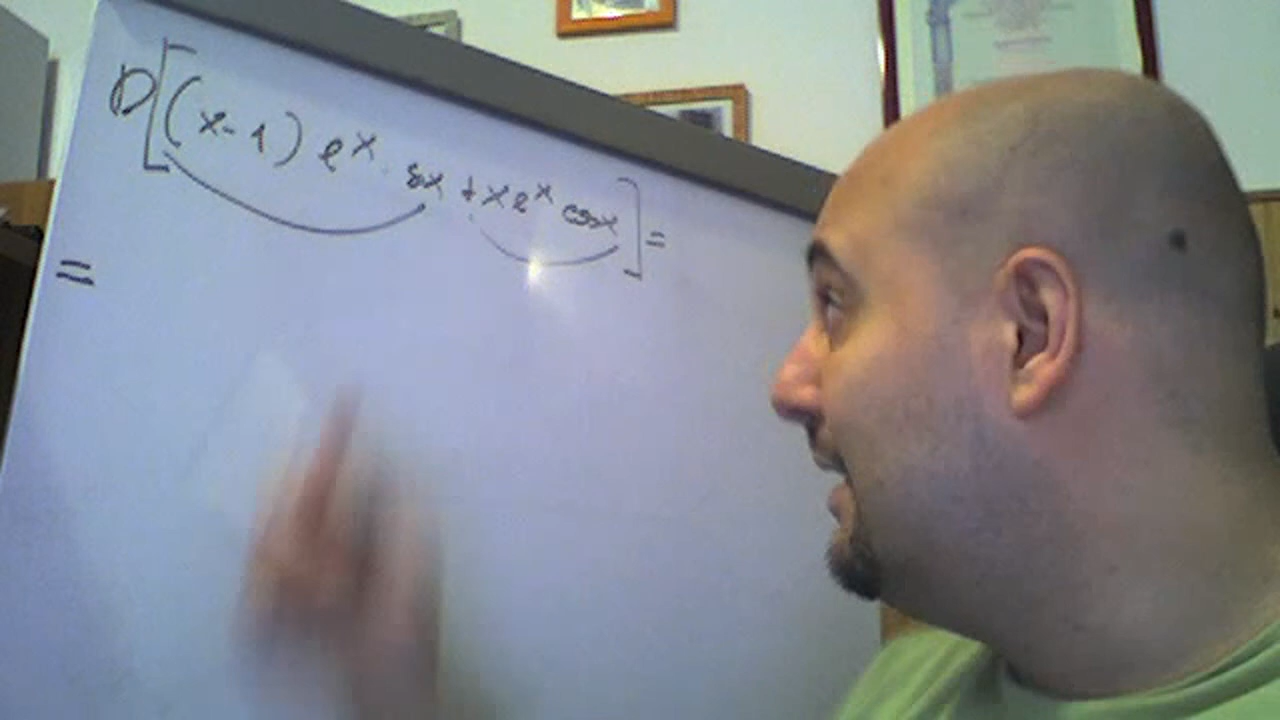 D[(x-1)e^x · sx + xe^x cosx] =
=